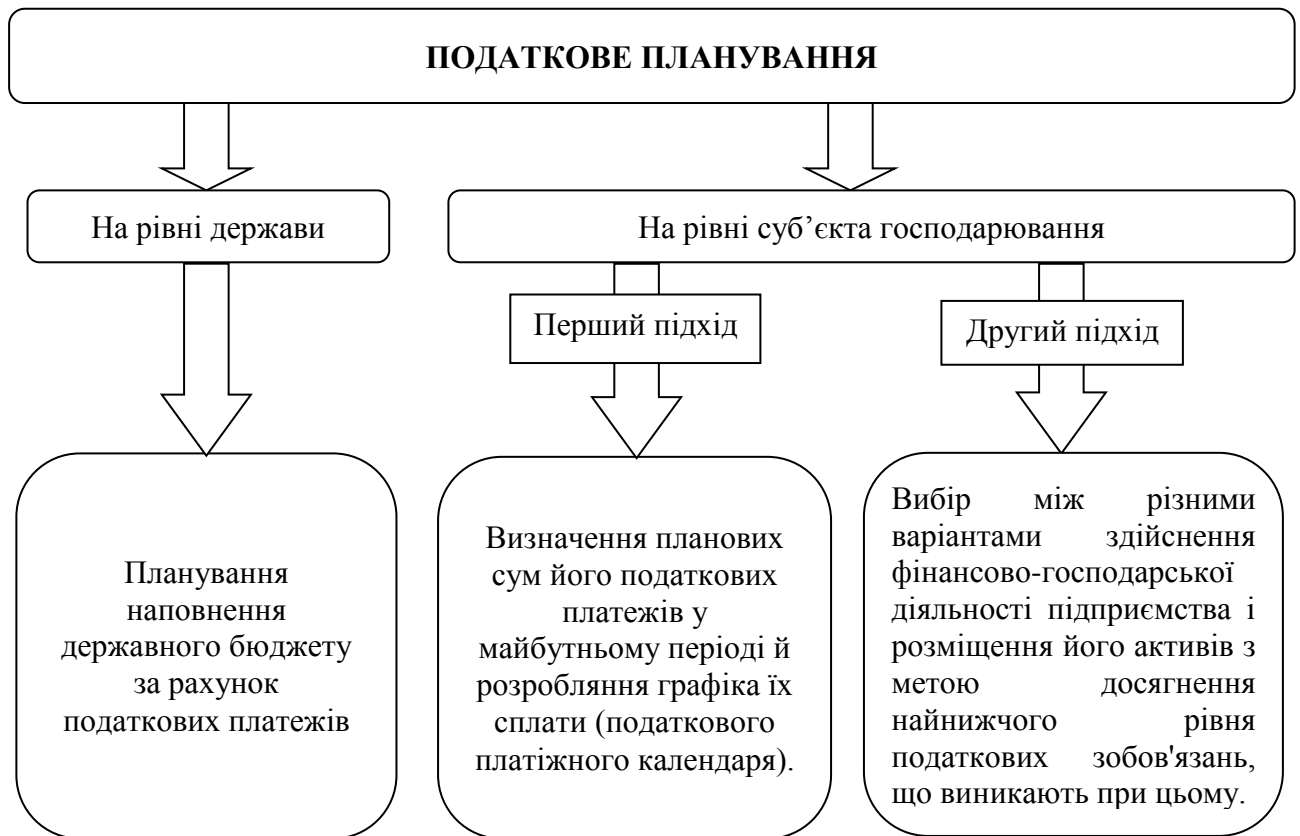 ПОДАТКОВЕ ПЛАНУВАННЯ
На рівні держави
На рівні суб’єкта господарювання
Перший підхід
Другий підхід
Планування
наповнення
державного бюджету
за рахунок
податкових платежів
Визначення планових
сум його податкових
платежів у
майбутньому періоді й
розробляння графіка їх
сплати (податкового
платіжного календаря).
Вибір між різними
варіантами здійснення
фінансово-господарської
діяльності підприємства і
розміщення його активів з
метою досягнення
найнижчого рівня
податкових зобов'язань,
що виникають при цьому.